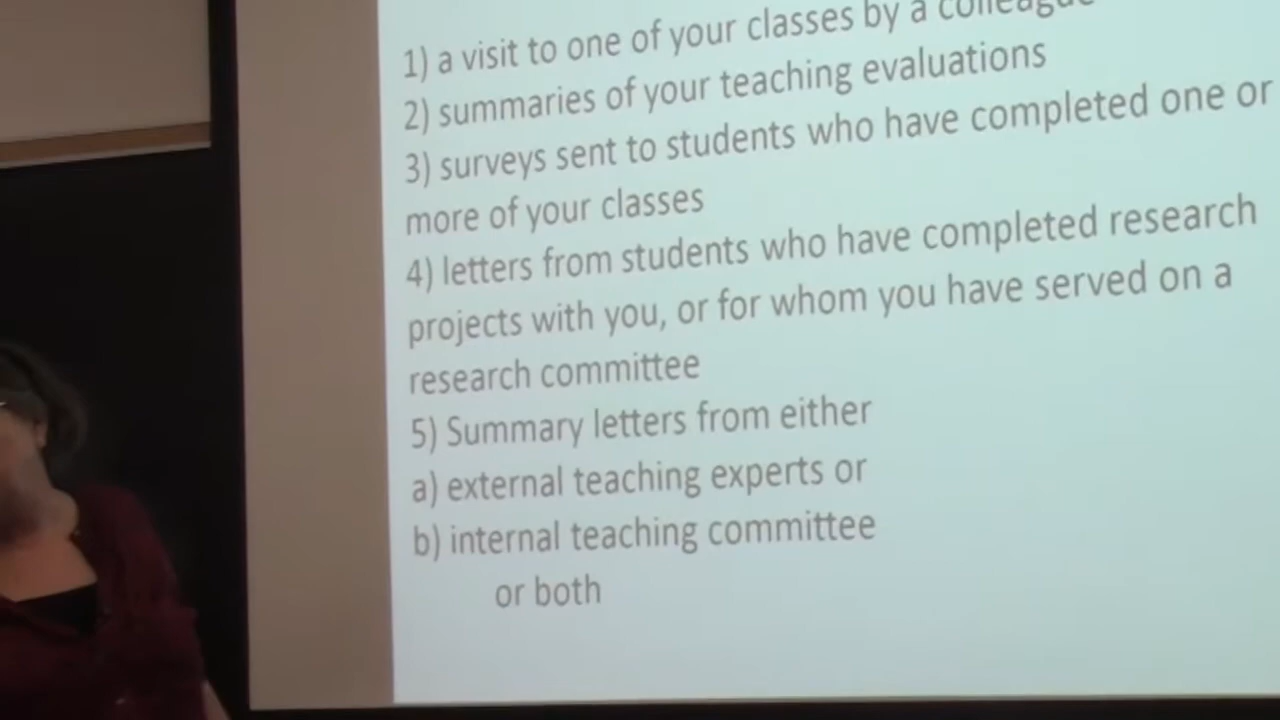 1) a visit to one of your classes by a colleague
2) summaries of your teaching evaluations
3) surveys sent to students who have completed one or
more of your classes
4) letters from students who have completed research
projects with you, or for whom you have served on a
research committee
5) Summary letters from either
a) external teaching experts or
b) internal teaching committee
or both